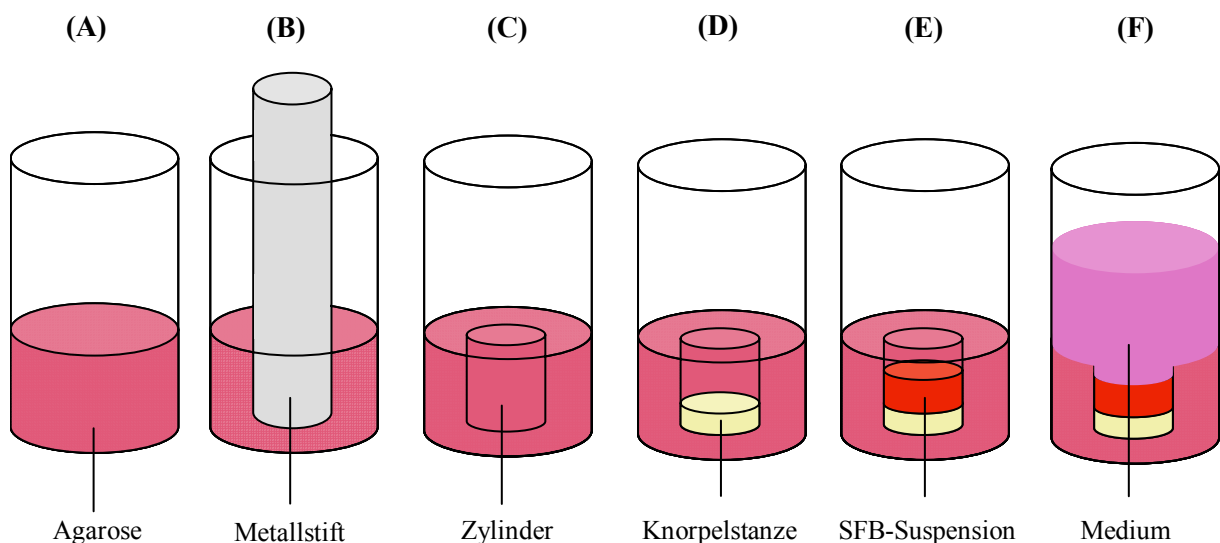 (A) (B) (C) (D) (E) (F)
Agarose Metallstift Zylinder Knorpelstanze SFB-Suspension Medium